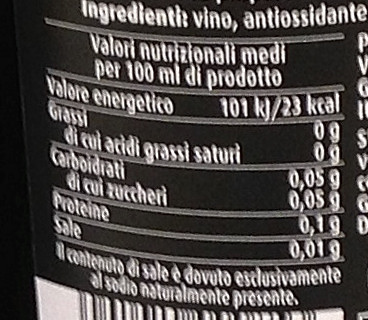 Ingredienti: vino, antiossidante
Valori nutrizionali medi
per 100 ml di prodotto
Valore energetico 101 kJ/23 kcal
Grassi 0 g
di cui acidi grassi saturi 0 g
Carboidrati 0,05 g
di cui zuccheri 0,05 g
Proteine 0,1 g
Sale 0,01 g
Il contenuto di sale è dovuto esclusivamente
al sodio naturalmente presente.